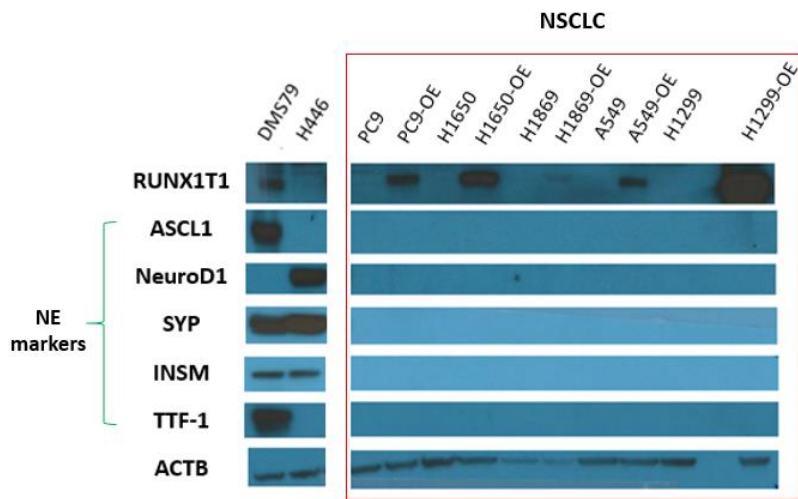 NSCLC
DMS79
H446
PC9
PC9-OE
H1650
H1650-OE
H1869
H1869-OE
A549
A549-OE
H1299
H1299-OE
RUNX1T1
ASCL1
NeuroD1
SYP
INSM
TTF-1
ACTB
NE
markers